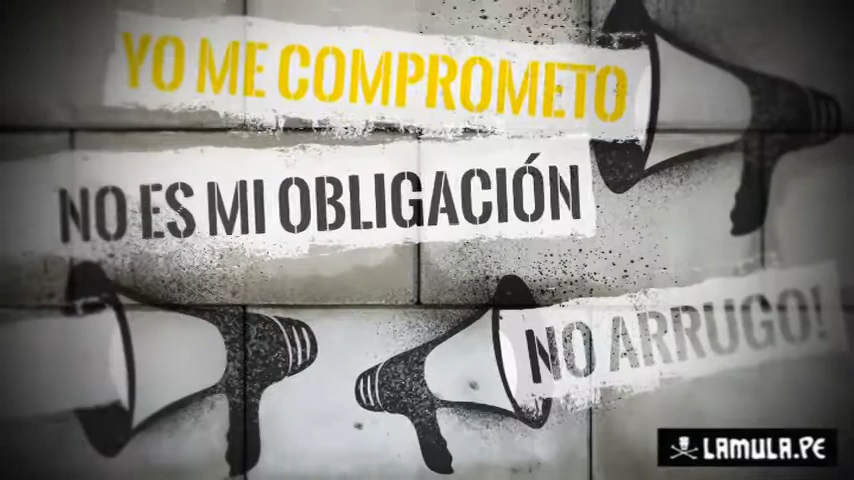 YO ME COMPROMETO
NO ES MI OBLIGACIÓN
NO ARRUGO!
LAMULA.PE